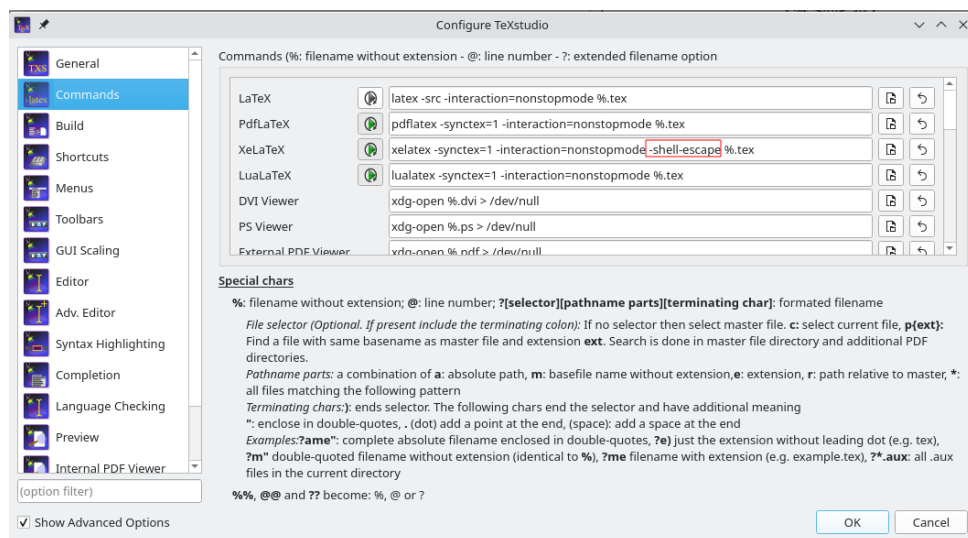 Configure TeXstudio
General
Commands
Build
Shortcuts
Menus
Toolbars
GUI Scaling
Editor
Adv. Editor
Syntax Highlighting
Completion
Language Checking
Preview
Internal PDF Viewer
(option filter)
Show Advanced Options
Commands (%: filename without extension - @: line number - ?: extended filename option
LaTeX latex -src -interaction=nonstopmode %.tex
PdfLaTeX pdflatex -synctex=1 -interaction=nonstopmode %.tex
XeLaTeX xelatex -synctex=1 -interaction=nonstopmode -shell-escape %.tex
LuaLaTeX lualatex -synctex=1 -interaction=nonstopmode %.tex
DVI Viewer xdg-open %.dvi > /dev/null
PS Viewer xdg-open %.ps > /dev/null
External PDF Viewer xdg-open %.pdf > /dev/null
Special chars
%: filename without extension; @: line number; ?[selector][pathname parts][terminating char]: formated filename
File selector (Optional. If present include the terminating colon): If no selector then select master file. c: select current file, p{ext}:
Find a file with same basename as master file and extension ext. Search is done in master file directory and additional PDF
directories.
Pathname parts: a combination of a: absolute path, m: basefile name without extension,e: extension, r: path relative to master, *:
all files matching the following pattern
Terminating chars:): ends selector. The following chars end the selector and have additional meaning
": enclose in double-quotes, . (dot) add a point at the end, (space): add a space at the end
Examples:?ame": complete absolute filename enclosed in double-quotes, ?e) just the extension without leading dot (e.g. tex),
?m" double-quoted filename without extension (identical to %), ?me filename with extension (e.g. example.tex), ?*.aux: all .aux
files in the current directory
%%, @@ and ?? become: %, @ or ?
OK
Cancel